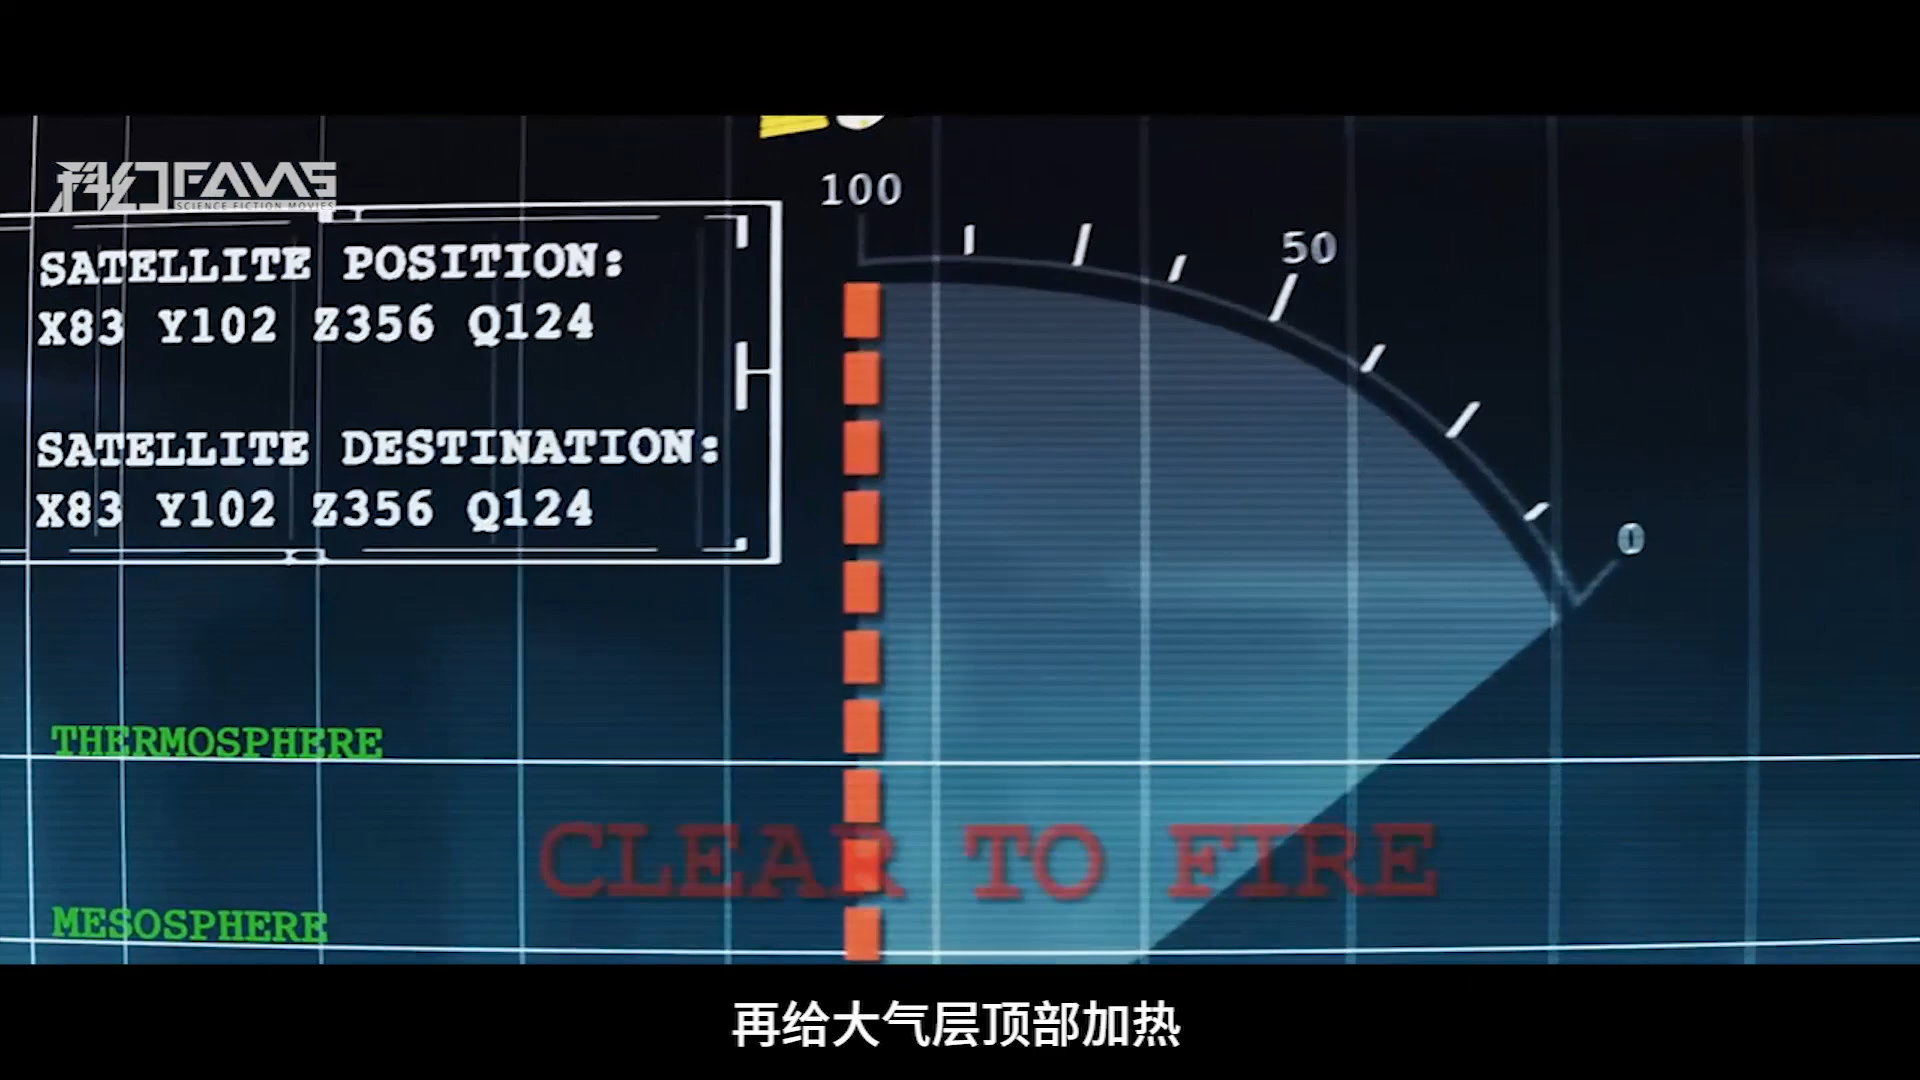 科幻FANS
SCIENCE FICTION MOVIES
SATELLITE POSITION:
X83 Y102 Z356 Q124
SATELLITE DESTINATION:
X83 Y102 Z356 Q124
100
50
0
THERMOSPHERE
CLEAR TO FIRE
MESOSPHERE
再给大气层顶部加热